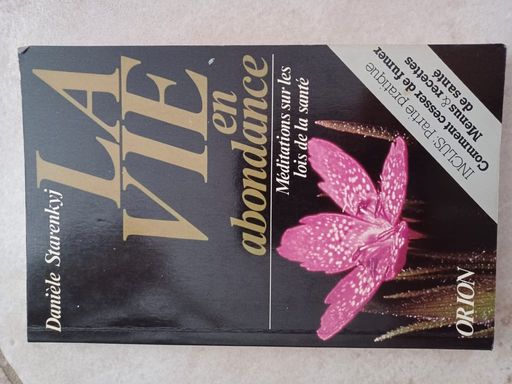 Danièle Starenkyj
LA
VIE
en
abondance
Méditations sur les
lois de la santé
INCLUS: Partie pratique
Comment cesser de fumer
Menus & recettes
de santé
ORION